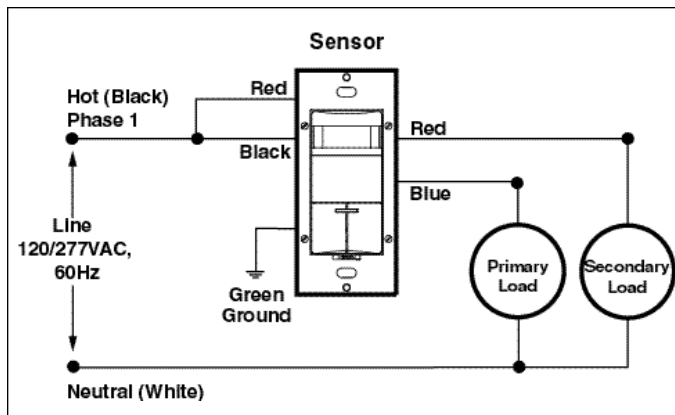 Sensor
Hot (Black)
Phase 1
Red
Black
Red
Blue
Line
120/277VAC,
60Hz
Green
Ground
Primary
Load
Secondary
Load
Neutral (White)